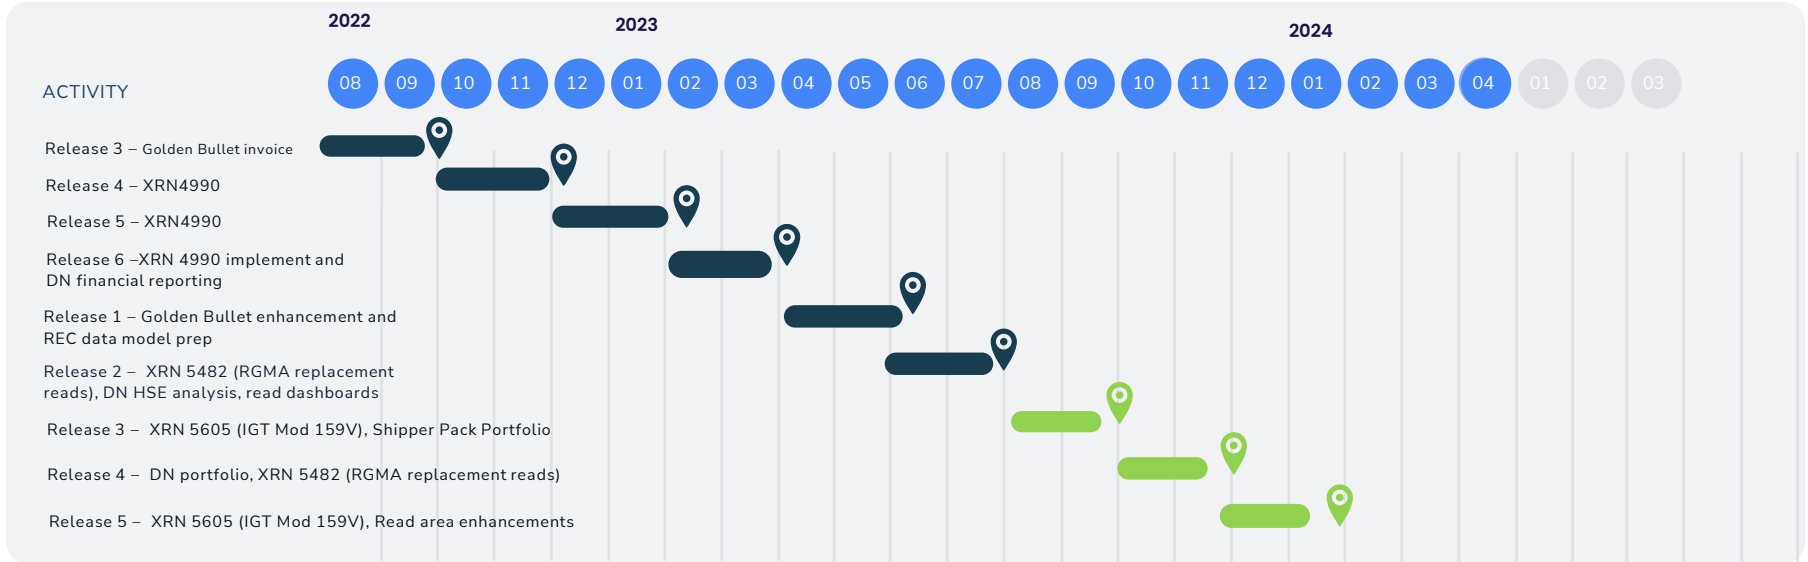 2022
2023
2024
ACTIVITY
08 09 10 11 12 01 02 03 04 05 06 07 08 09 10 11 12 01 02 03 04 01 02 03
Release 3 – Golden Bullet invoice
Release 4 – XRN4990
Release 5 – XRN4990
Release 6 –XRN 4990 implement and
DN financial reporting
Release 1 – Golden Bullet enhancement and
REC data model prep
Release 2 – XRN 5482 (RGMA replacement
reads), DN HSE analysis, read dashboards
Release 3 – XRN 5605 (IGT Mod 159V), Shipper Pack Portfolio
Release 4 – DN portfolio, XRN 5482 (RGMA replacement reads)
Release 5 – XRN 5605 (IGT Mod 159V), Read area enhancements